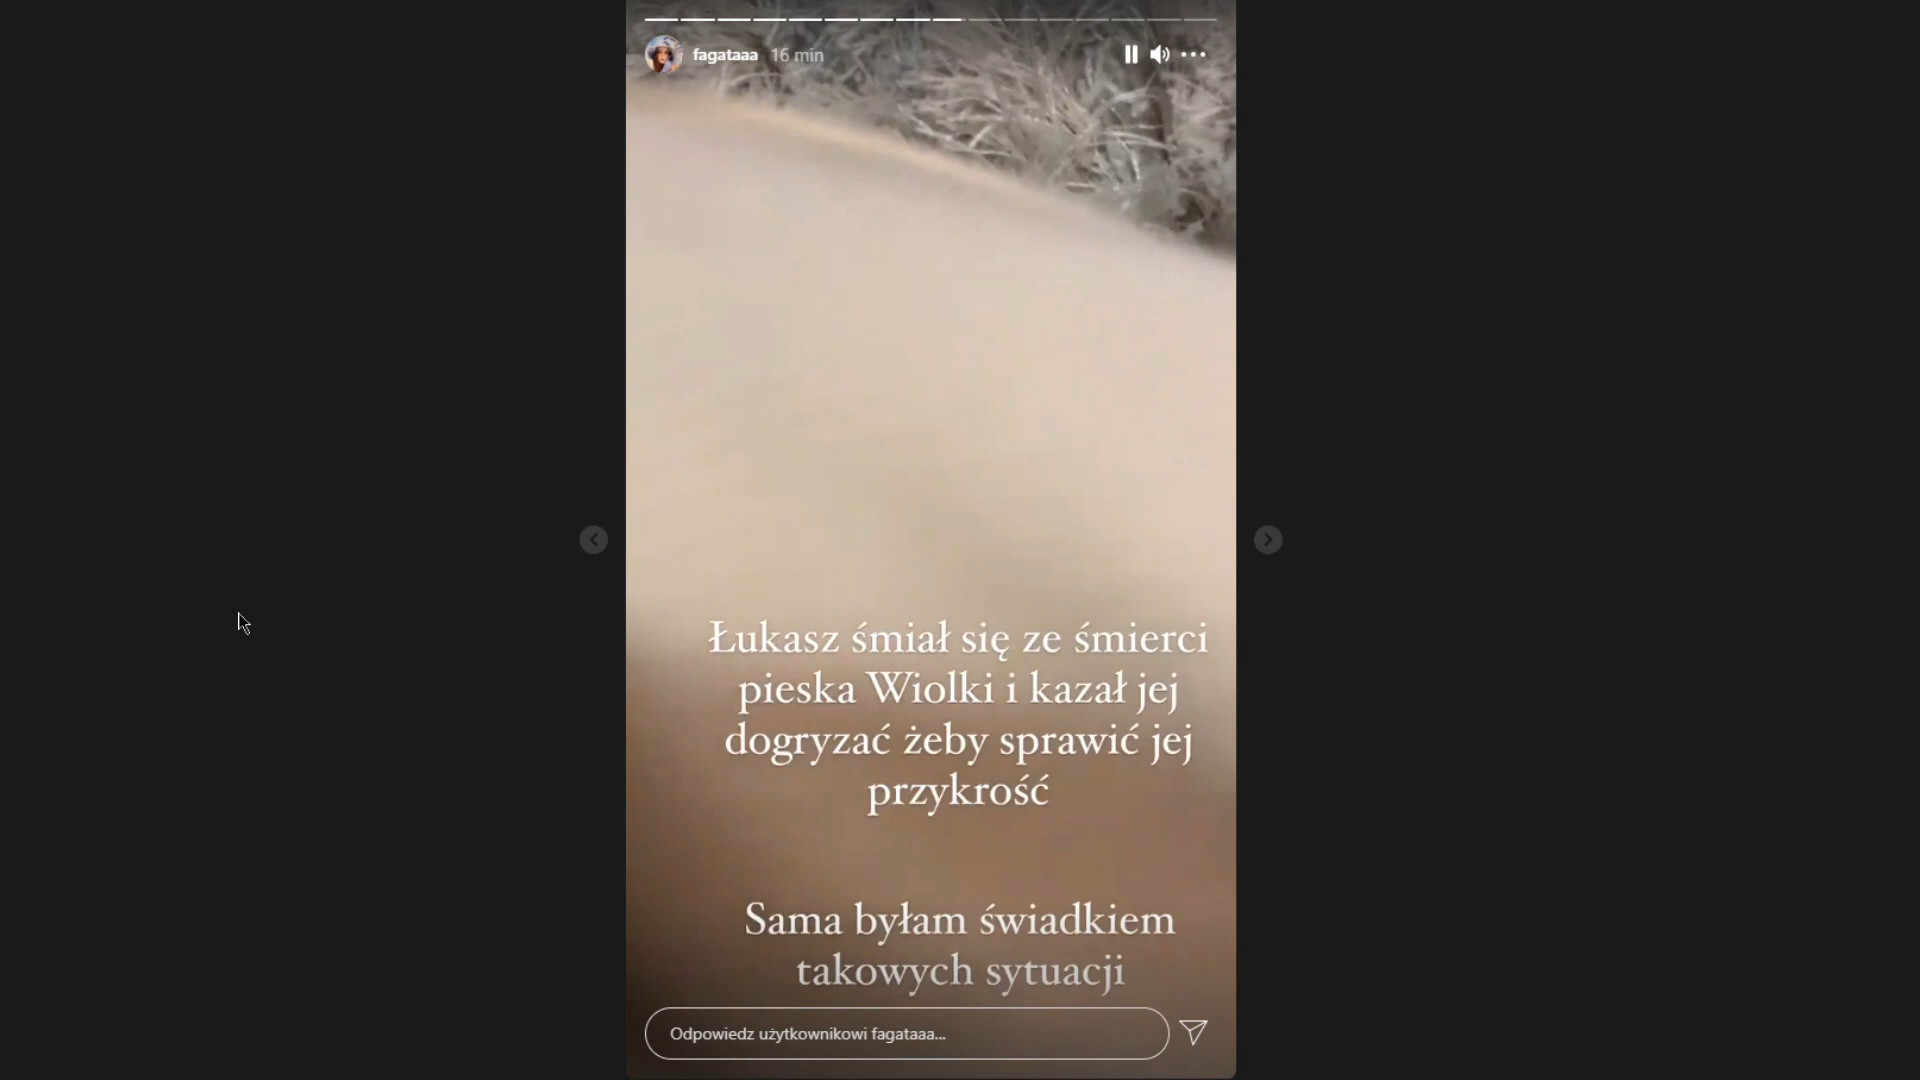 fagataaa 16 min
Łukasz śmiał się ze śmierci
pieska Wiolki i kazał jej
dogryzać żeby sprawić jej
przykrość
Sama byłam świadkiem
takowych sytuacji
Odpowiedz użytkownikowi fagataaa...